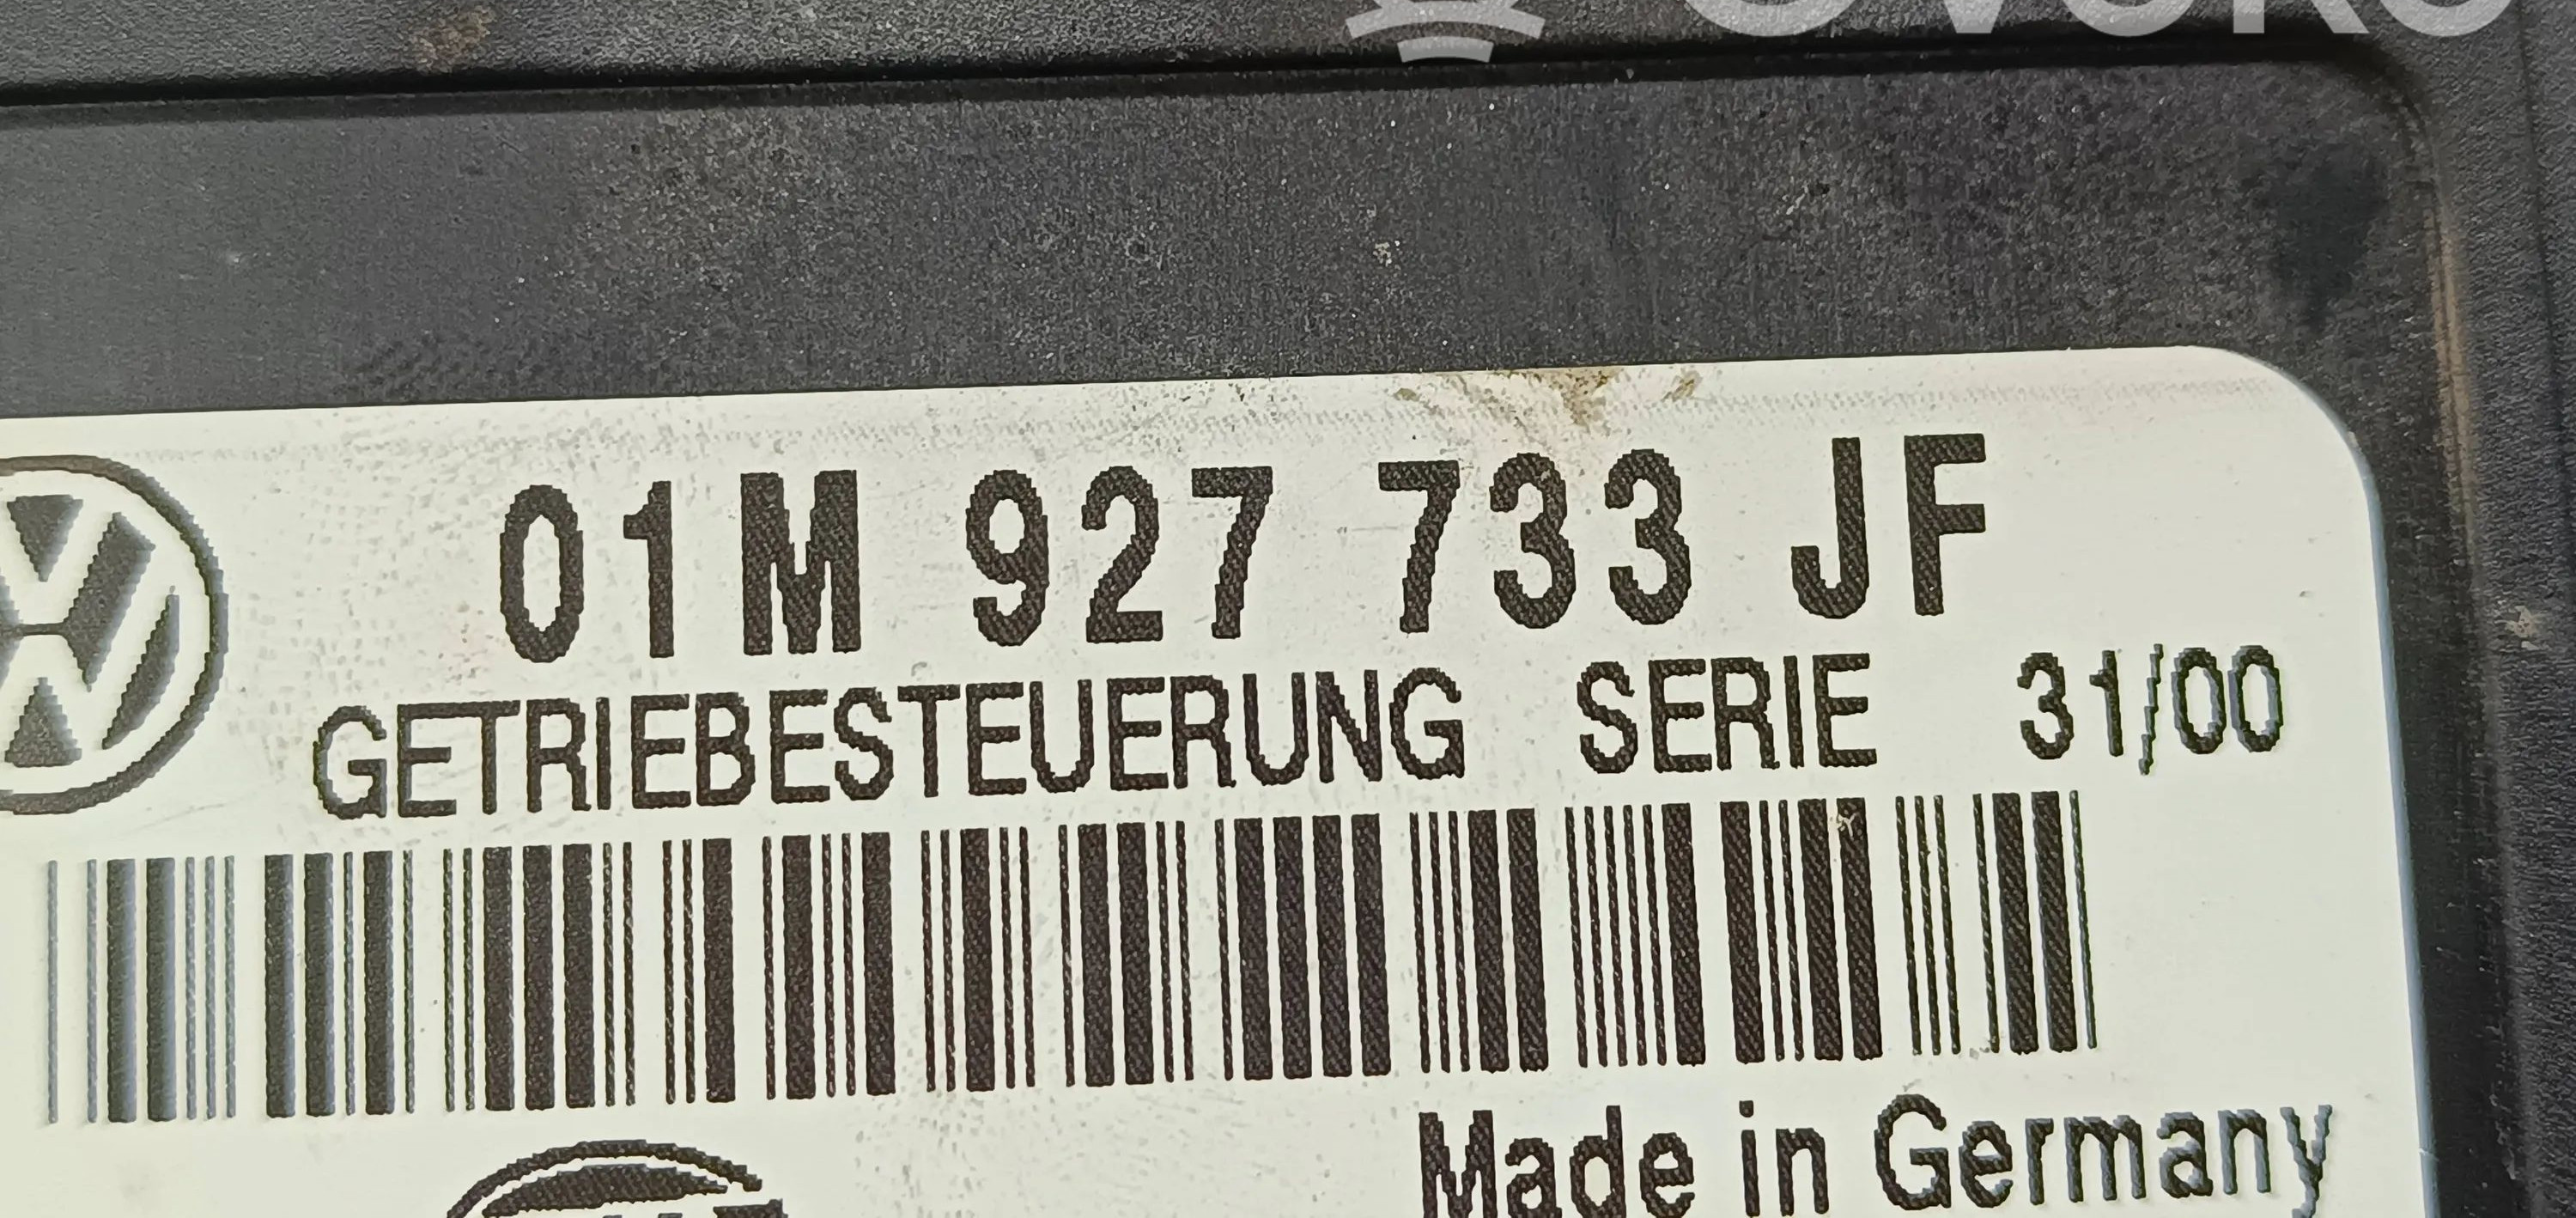 01M 927 733 JF
GETRIEBESTEUERUNG SERIE 31/00
Made in Germany